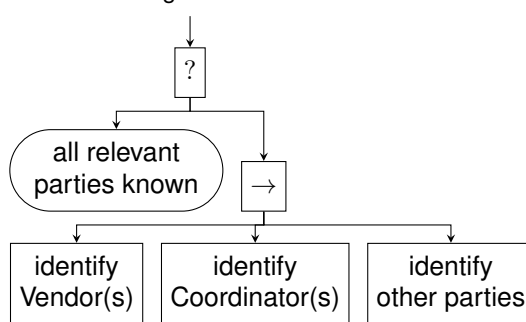 ?
all relevant
parties known
→
identify
Vendor(s)
identify
Coordinator(s)
identify
other parties